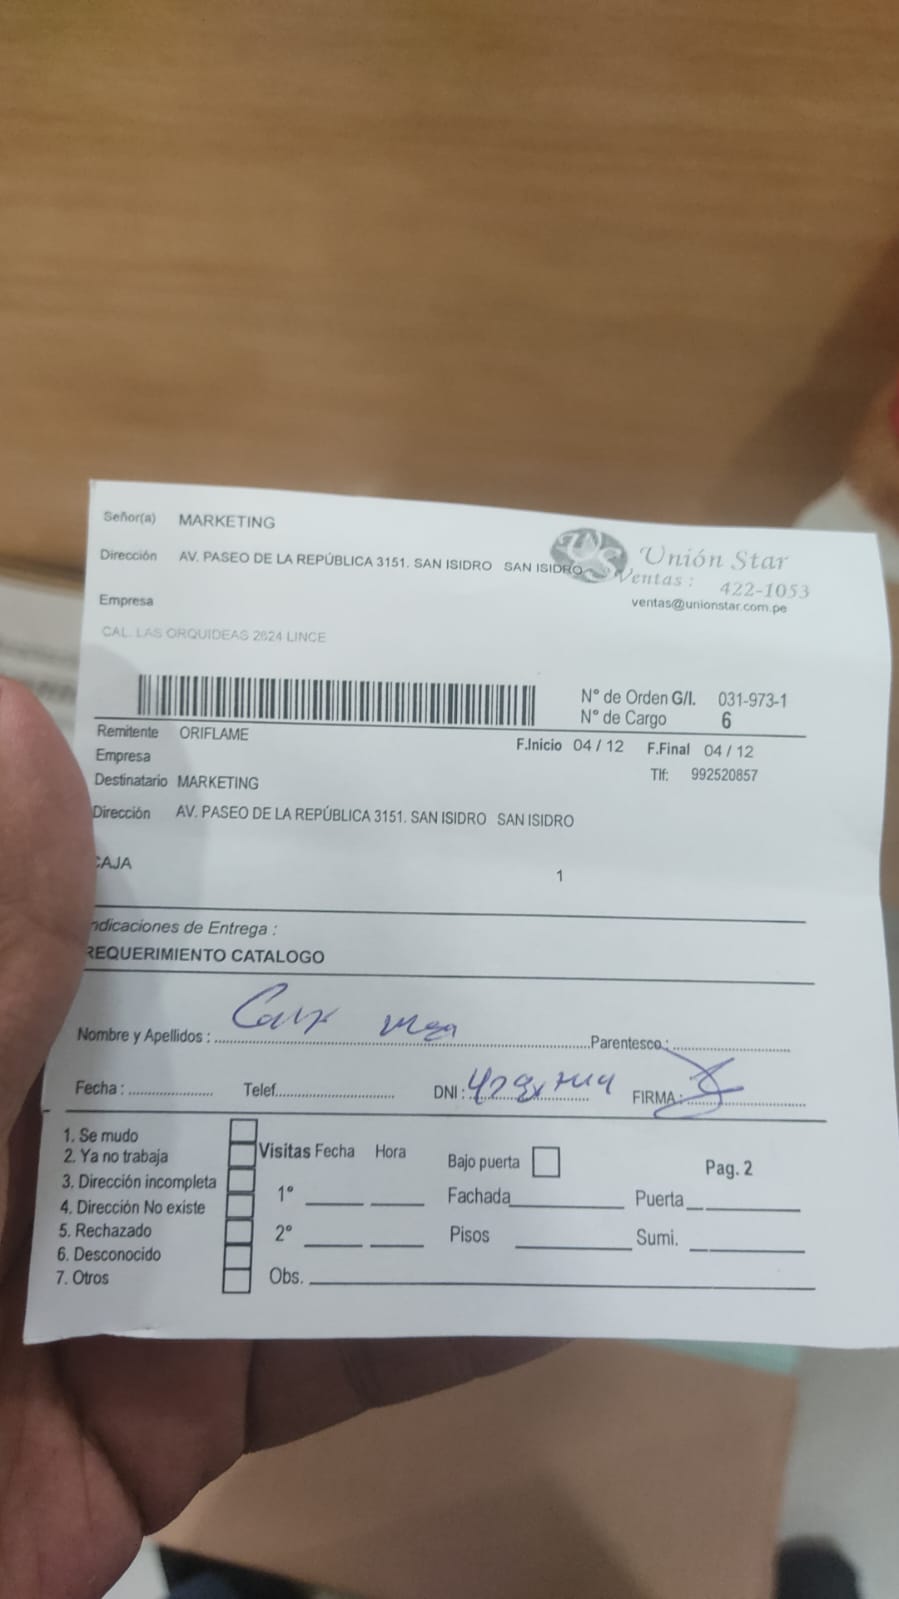 Señor(a) MARKETING
Dirección AV. PASEO DE LA REPÚBLICA 3151. SAN ISIDRO SAN ISIDRO
Unión Star
Ventas : 422-1053
ventas@unionstar.com.pe
Empresa
CAL. LAS ORQUIDEAS 2624 LINCE
N° de Orden G/I. 031-973-1
N° de Cargo 6
Remitente ORIFLAME
F.Inicio 04 / 12 F.Final 04 / 12
Empresa
Tlf: 992520857
Destinatario MARKETING
Dirección AV. PASEO DE LA REPÚBLICA 3151. SAN ISIDRO SAN ISIDRO
CAJA 1
Indicaciones de Entrega :
REQUERIMIENTO CATALOGO
Nombre y Apellidos : Parentesco :
Fecha : Telef. DNI : FIRMA :
1. Se mudo
2. Ya no trabaja
3. Dirección incompleta
4. Dirección No existe
5. Rechazado
6. Desconocido
7. Otros
Visitas Fecha Hora
1°
2°
Obs.
Bajo puerta
Fachada
Pisos
Pag. 2
Puerta
Sumi.